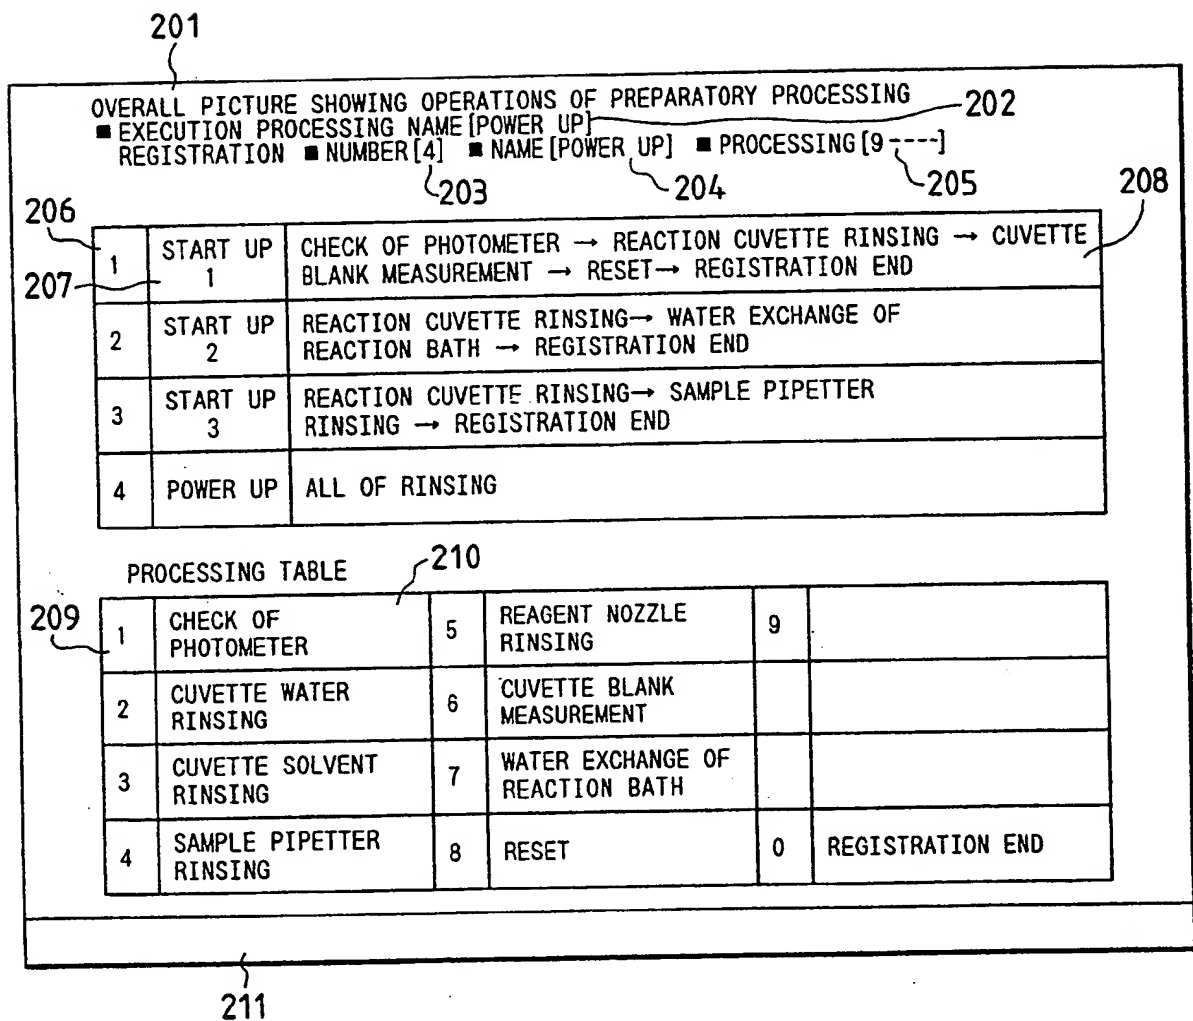 201
OVERALL PICTURE SHOWING OPERATIONS OF PREPARATORY PROCESSING
■ EXECUTION PROCESSING NAME[POWER UP]
202
REGISTRATION ■ NUMBER[4] ■ NAME[POWER UP] ■ PROCESSING[9----]
203
204
205
206
207
208
1
START UP
1
CHECK OF PHOTOMETER → REACTION CUVETTE RINSING → CUVETTE
BLANK MEASUREMENT → RESET→ REGISTRATION END
2
START UP
2
REACTION CUVETTE RINSING→ WATER EXCHANGE OF
REACTION BATH → REGISTRATION END
3
START UP
3
REACTION CUVETTE RINSING→ SAMPLE PIPETTER
RINSING → REGISTRATION END
4
POWER UP
ALL OF RINSING
PROCESSING TABLE
210
209
1
CHECK OF
PHOTOMETER
5
REAGENT NOZZLE
RINSING
9
2
CUVETTE WATER
RINSING
6
CUVETTE BLANK
MEASUREMENT
3
CUVETTE SOLVENT
RINSING
7
WATER EXCHANGE OF
REACTION BATH
4
SAMPLE PIPETTER
RINSING
8
RESET
0
REGISTRATION END
211